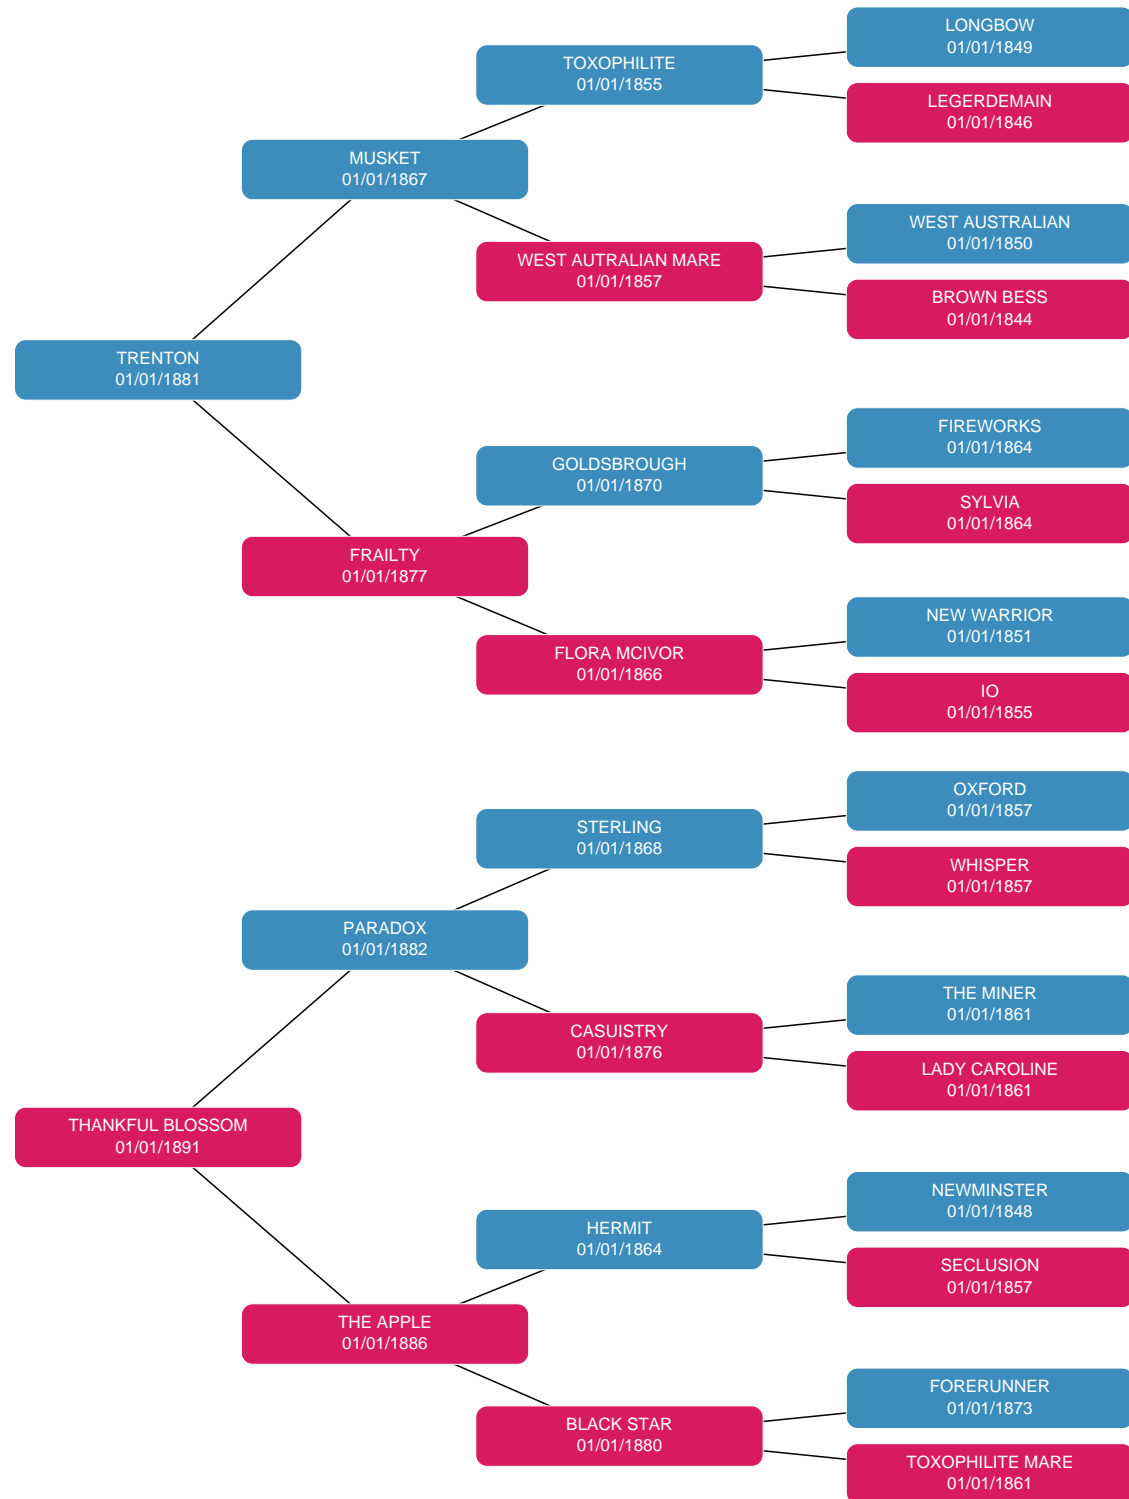 LONGBOW
01/01/1849
TOXOPHILITE
01/01/1855
LEGERDEMAIN
01/01/1846
MUSKET
01/01/1867
WEST AUSTRALIAN
01/01/1850
WEST AUTRALIAN MARE
01/01/1857
BROWN BESS
01/01/1844
TRENTON
01/01/1881
FIREWORKS
01/01/1864
GOLDSBROUGH
01/01/1870
SYLVIA
01/01/1864
FRAILTY
01/01/1877
NEW WARRIOR
01/01/1851
FLORA MCIVOR
01/01/1866
IO
01/01/1855
OXFORD
01/01/1857
STERLING
01/01/1868
WHISPER
01/01/1857
PARADOX
01/01/1882
THE MINER
01/01/1861
CASUISTRY
01/01/1876
LADY CAROLINE
01/01/1861
THANKFUL BLOSSOM
01/01/1891
NEWMINSTER
01/01/1848
HERMIT
01/01/1864
SECLUSION
01/01/1857
THE APPLE
01/01/1886
FORERUNNER
01/01/1873
BLACK STAR
01/01/1880
TOXOPHILITE MARE
01/01/1861